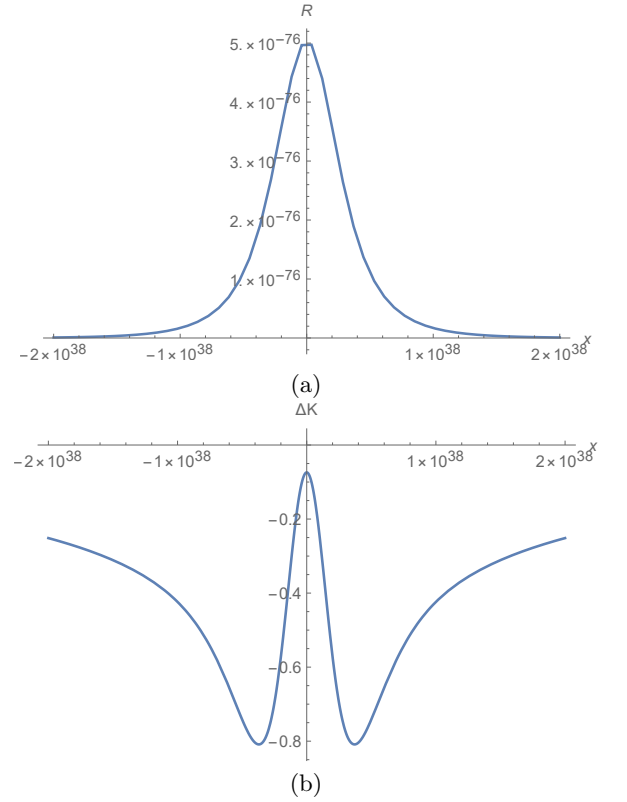 R
5. × 10^-76
4. × 10^-76
3. × 10^-76
2. × 10^-76
1. × 10^-76
-2 × 10^38 -1 × 10^38 1 × 10^38 2 × 10^38 x
(a)
ΔK
-2 × 10^38 -1 × 10^38 1 × 10^38 2 × 10^38 x
-0.2
-0.4
-0.6
-0.8
(b)